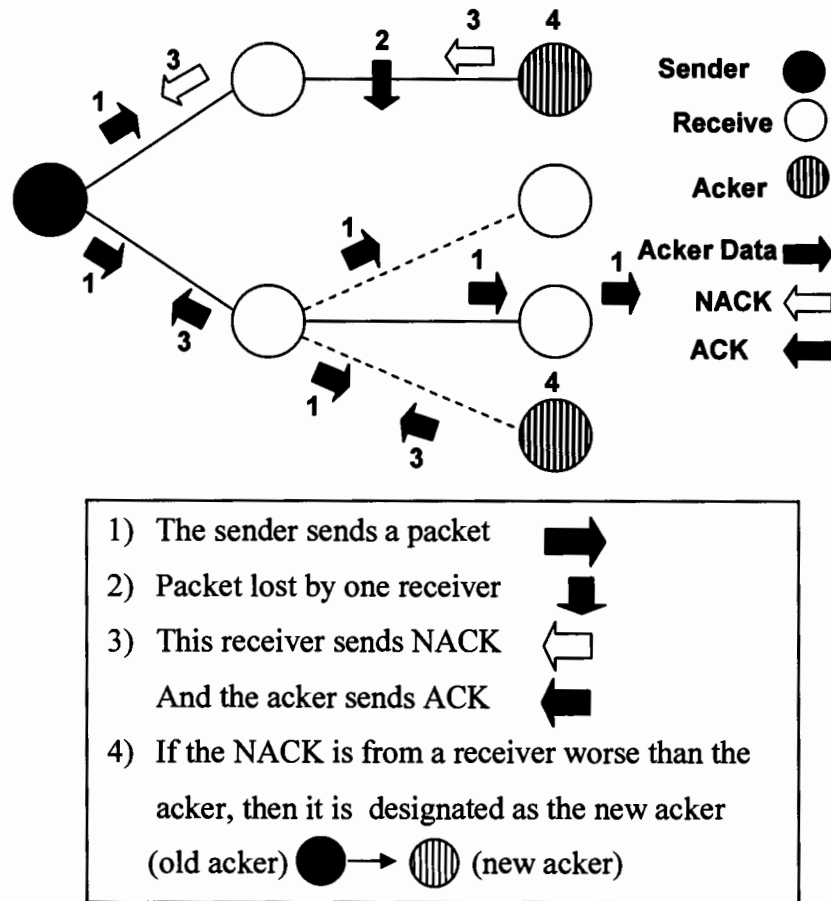 3
4
2
3
1
Sender
Receive
Acker
1
1
Acker Data
1
1
NACK
1
3
ACK
4
1
3
1) The sender sends a packet
2) Packet lost by one receiver
3) This receiver sends NACK
And the acker sends ACK
4) If the NACK is from a receiver worse than the
acker, then it is designated as the new acker
(old acker) (new acker)